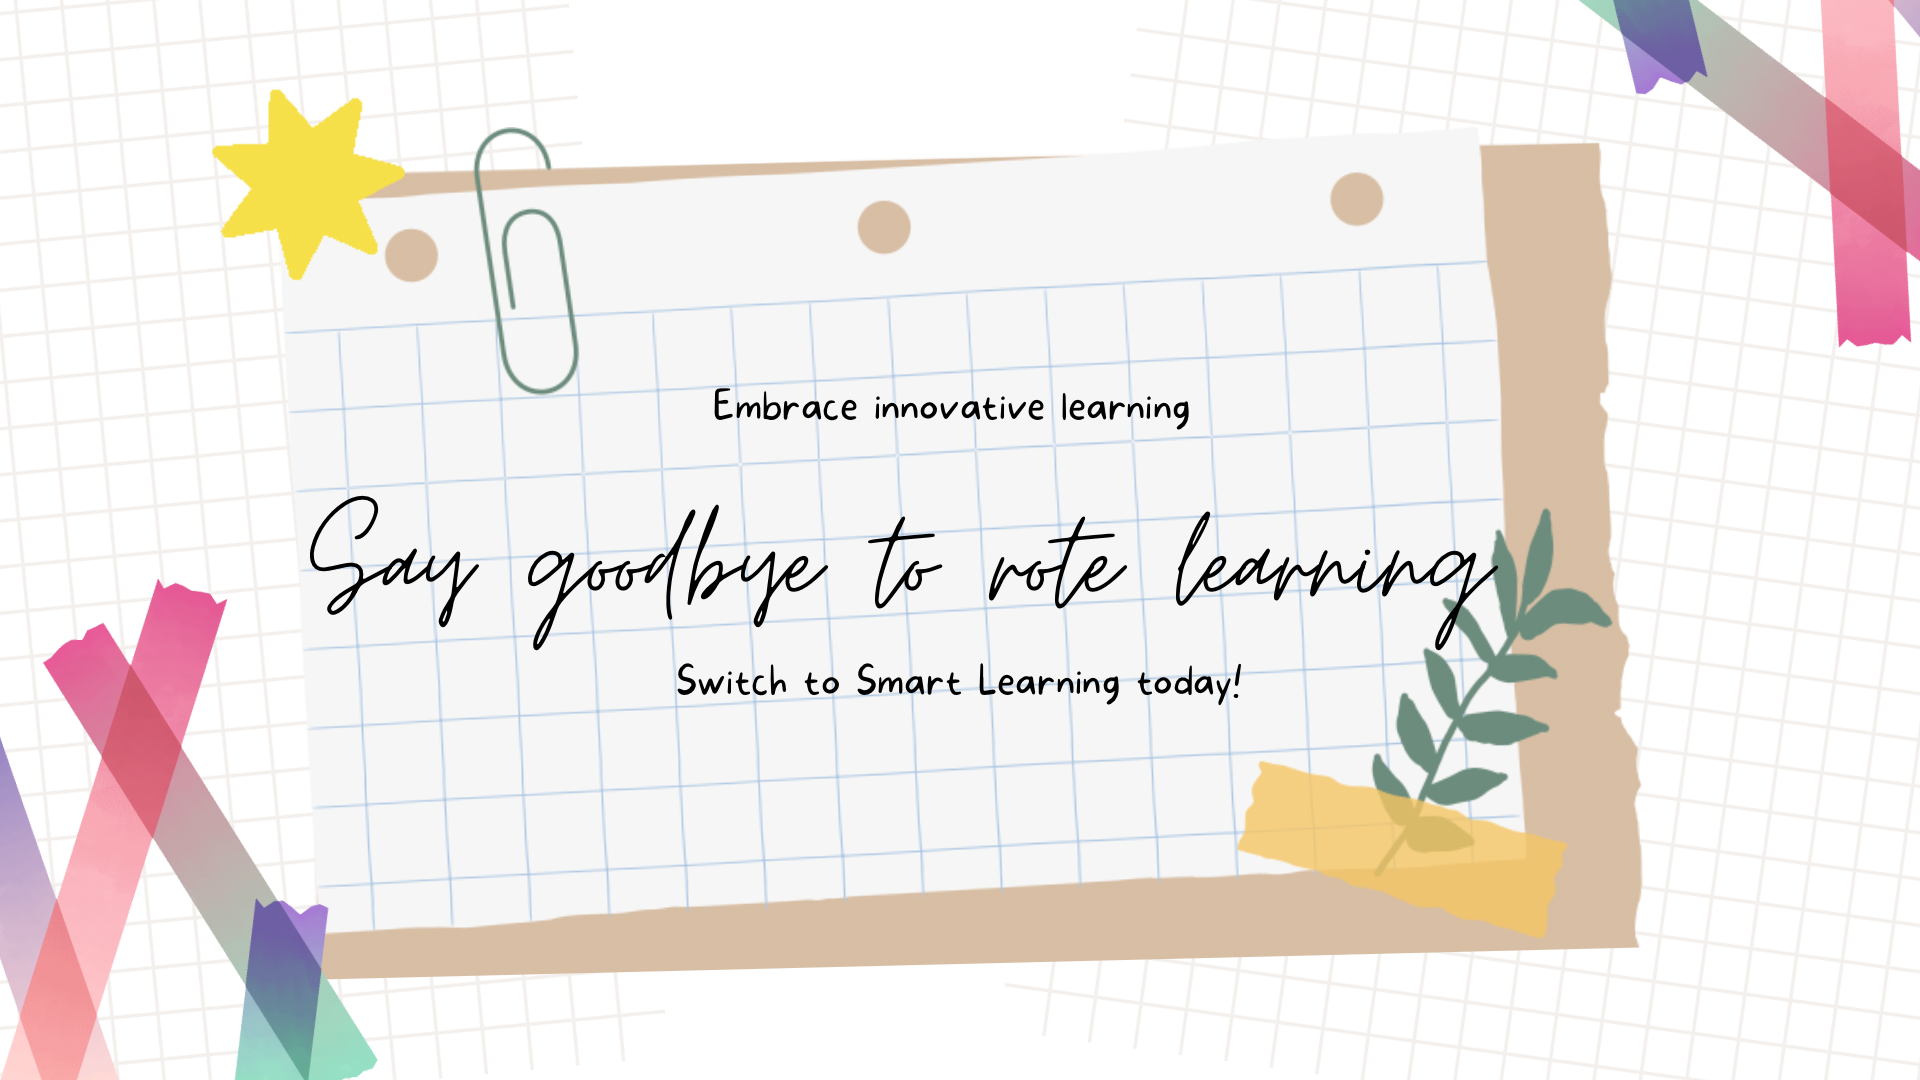 Embrace innovative learning
Say goodbye to rote learning
Switch to Smart Learning today!